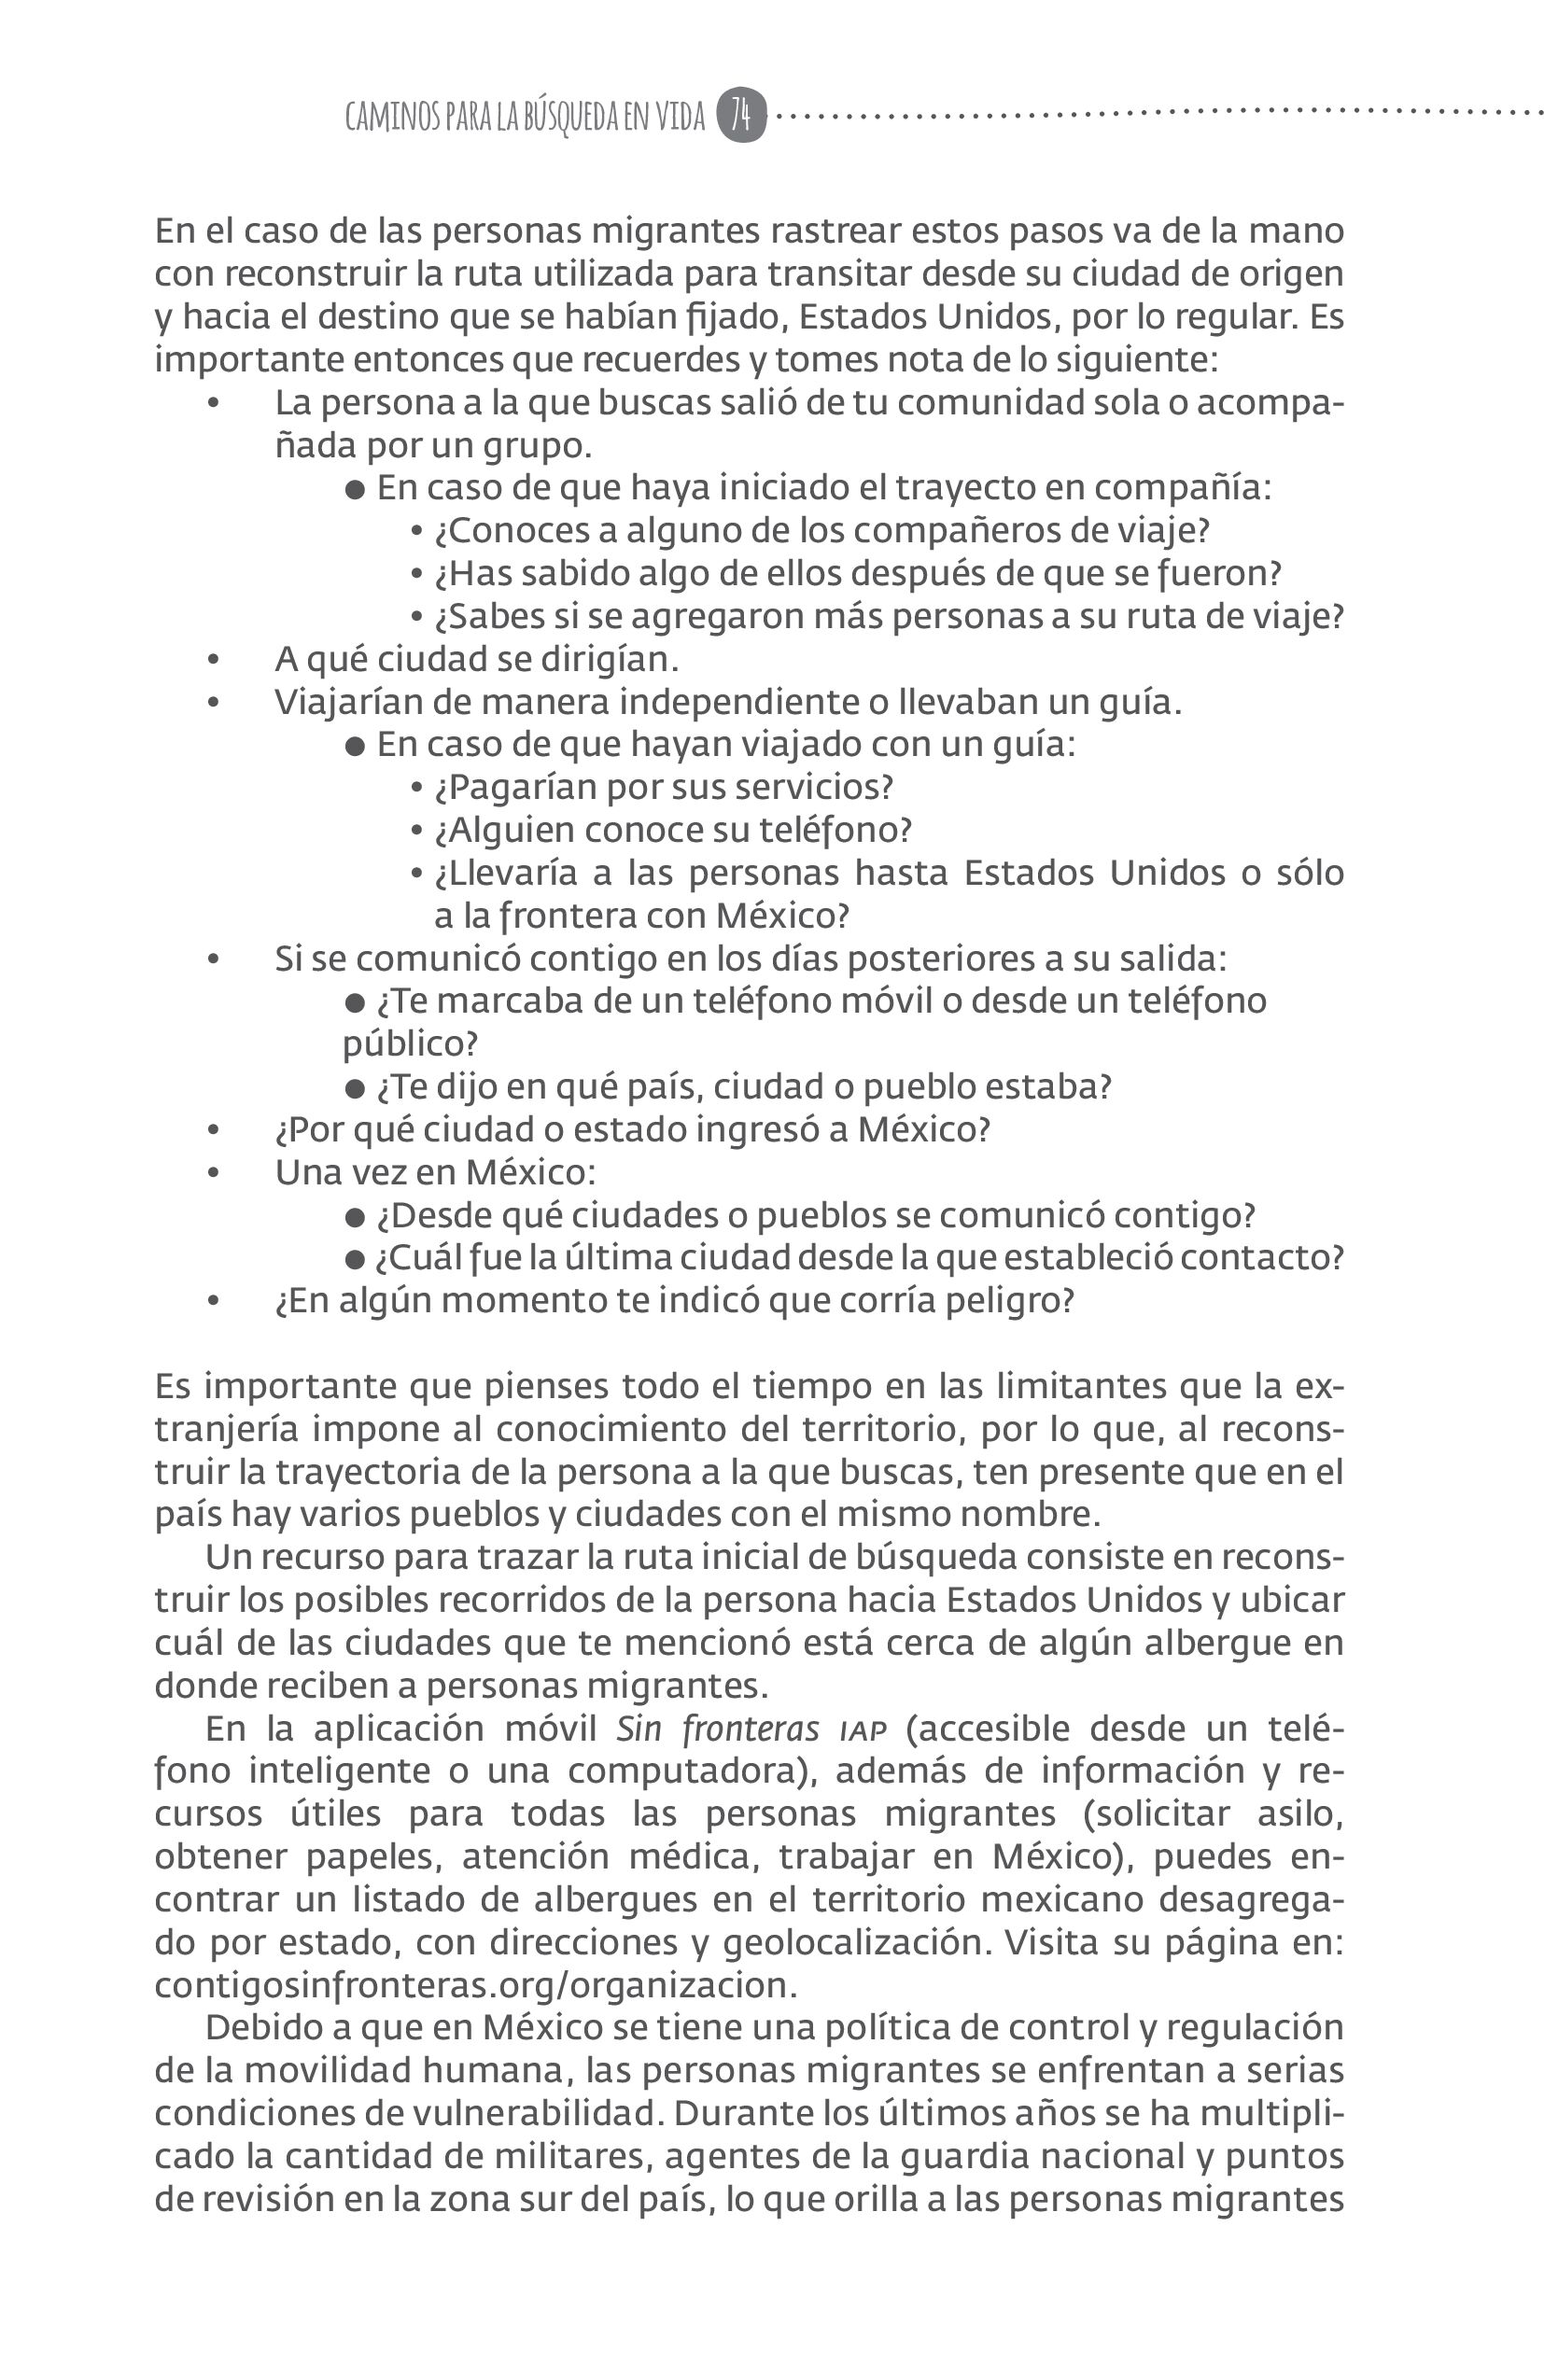 CAMINOS PARA LA BÚSQUEDA EN VIDA 74
En el caso de las personas migrantes rastrear estos pasos va de la mano
con reconstruir la ruta utilizada para transitar desde su ciudad de origen
y hacia el destino que se habían fijado, Estados Unidos, por lo regular. Es
importante entonces que recuerdes y tomes nota de lo siguiente:
• La persona a la que buscas salió de tu comunidad sola o acompa-
ñada por un grupo.
● En caso de que haya iniciado el trayecto en compañía:
• ¿Conoces a alguno de los compañeros de viaje?
• ¿Has sabido algo de ellos después de que se fueron?
• ¿Sabes si se agregaron más personas a su ruta de viaje?
• A qué ciudad se dirigían.
• Viajarían de manera independiente o llevaban un guía.
● En caso de que hayan viajado con un guía:
• ¿Pagarían por sus servicios?
• ¿Alguien conoce su teléfono?
• ¿Llevaría a las personas hasta Estados Unidos o sólo
a la frontera con México?
• Si se comunicó contigo en los días posteriores a su salida:
● ¿Te marcaba de un teléfono móvil o desde un teléfono
público?
● ¿Te dijo en qué país, ciudad o pueblo estaba?
• ¿Por qué ciudad o estado ingresó a México?
• Una vez en México:
● ¿Desde qué ciudades o pueblos se comunicó contigo?
● ¿Cuál fue la última ciudad desde la que estableció contacto?
• ¿En algún momento te indicó que corría peligro?
Es importante que pienses todo el tiempo en las limitantes que la ex-
tranjería impone al conocimiento del territorio, por lo que, al recons-
truir la trayectoria de la persona a la que buscas, ten presente que en el
país hay varios pueblos y ciudades con el mismo nombre.
Un recurso para trazar la ruta inicial de búsqueda consiste en recons-
truir los posibles recorridos de la persona hacia Estados Unidos y ubicar
cuál de las ciudades que te mencionó está cerca de algún albergue en
donde reciben a personas migrantes.
En la aplicación móvil Sin fronteras IAP (accesible desde un telé-
fono inteligente o una computadora), además de información y re-
cursos útiles para todas las personas migrantes (solicitar asilo,
obtener papeles, atención médica, trabajar en México), puedes en-
contrar un listado de albergues en el territorio mexicano desagrega-
do por estado, con direcciones y geolocalización. Visita su página en:
contigosinfronteras.org/organizacion.
Debido a que en México se tiene una política de control y regulación
de la movilidad humana, las personas migrantes se enfrentan a serias
condiciones de vulnerabilidad. Durante los últimos años se ha multipli-
cado la cantidad de militares, agentes de la guardia nacional y puntos
de revisión en la zona sur del país, lo que orilla a las personas migrantes